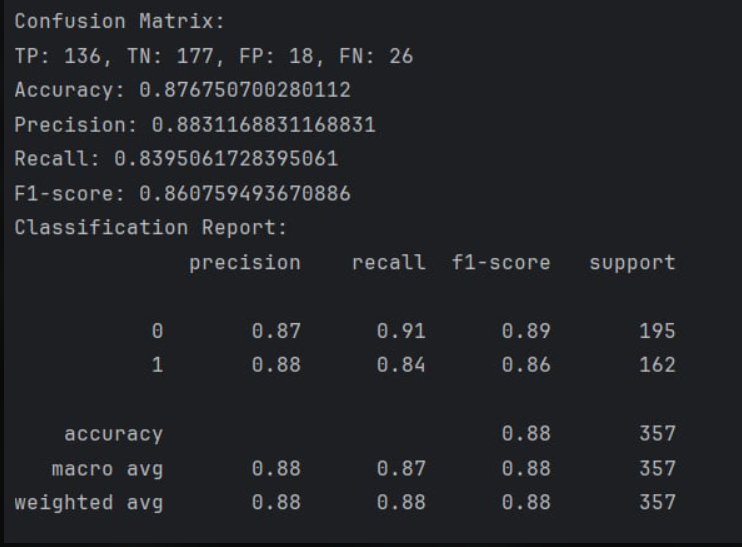 Confusion Matrix:
TP: 136, TN: 177, FP: 18, FN: 26
Accuracy: 0.876750700280112
Precision: 0.8831168831168831
Recall: 0.8395061728395061
F1-score: 0.860759493670886
Classification Report:
precision recall f1-score support
0 0.87 0.91 0.89 195
1 0.88 0.84 0.86 162
accuracy 0.88 357
macro avg 0.88 0.87 0.88 357
weighted avg 0.88 0.88 0.88 357